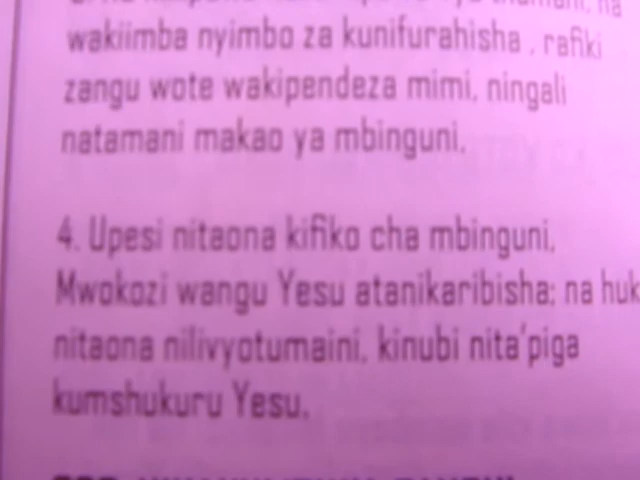 wakiimba nyimbo za kunifurahisha , rafiki
zangu wote wakipendeza mimi, ningali
natamani makao ya mbinguni,
4. Upesi nitaona kifiko cha mbinguni,
Mwokozi wangu Yesu atanikaribisha; na huk
nitaona nilivyotumaini, kinubi nita'piga
kumshukuru Yesu,